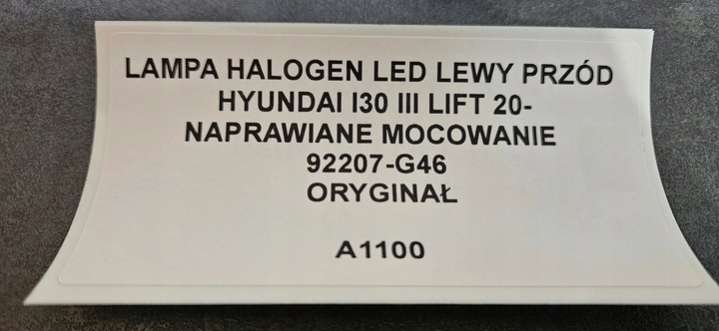 LAMPA HALOGEN LED LEWY PRZÓD
HYUNDAI I30 III LIFT 20-
NAPRAWIANE MOCOWANIE
92207-G46
ORYGINAŁ
A1100